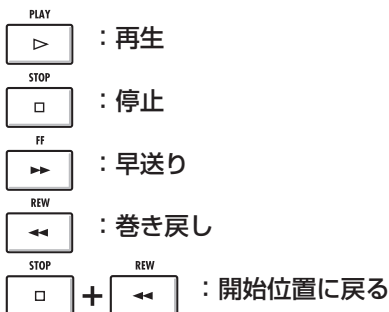 PLAY
：再生
STOP
：停止
FF
：早送り
REW
：巻き戻し
STOP + REW ：開始位置に戻る